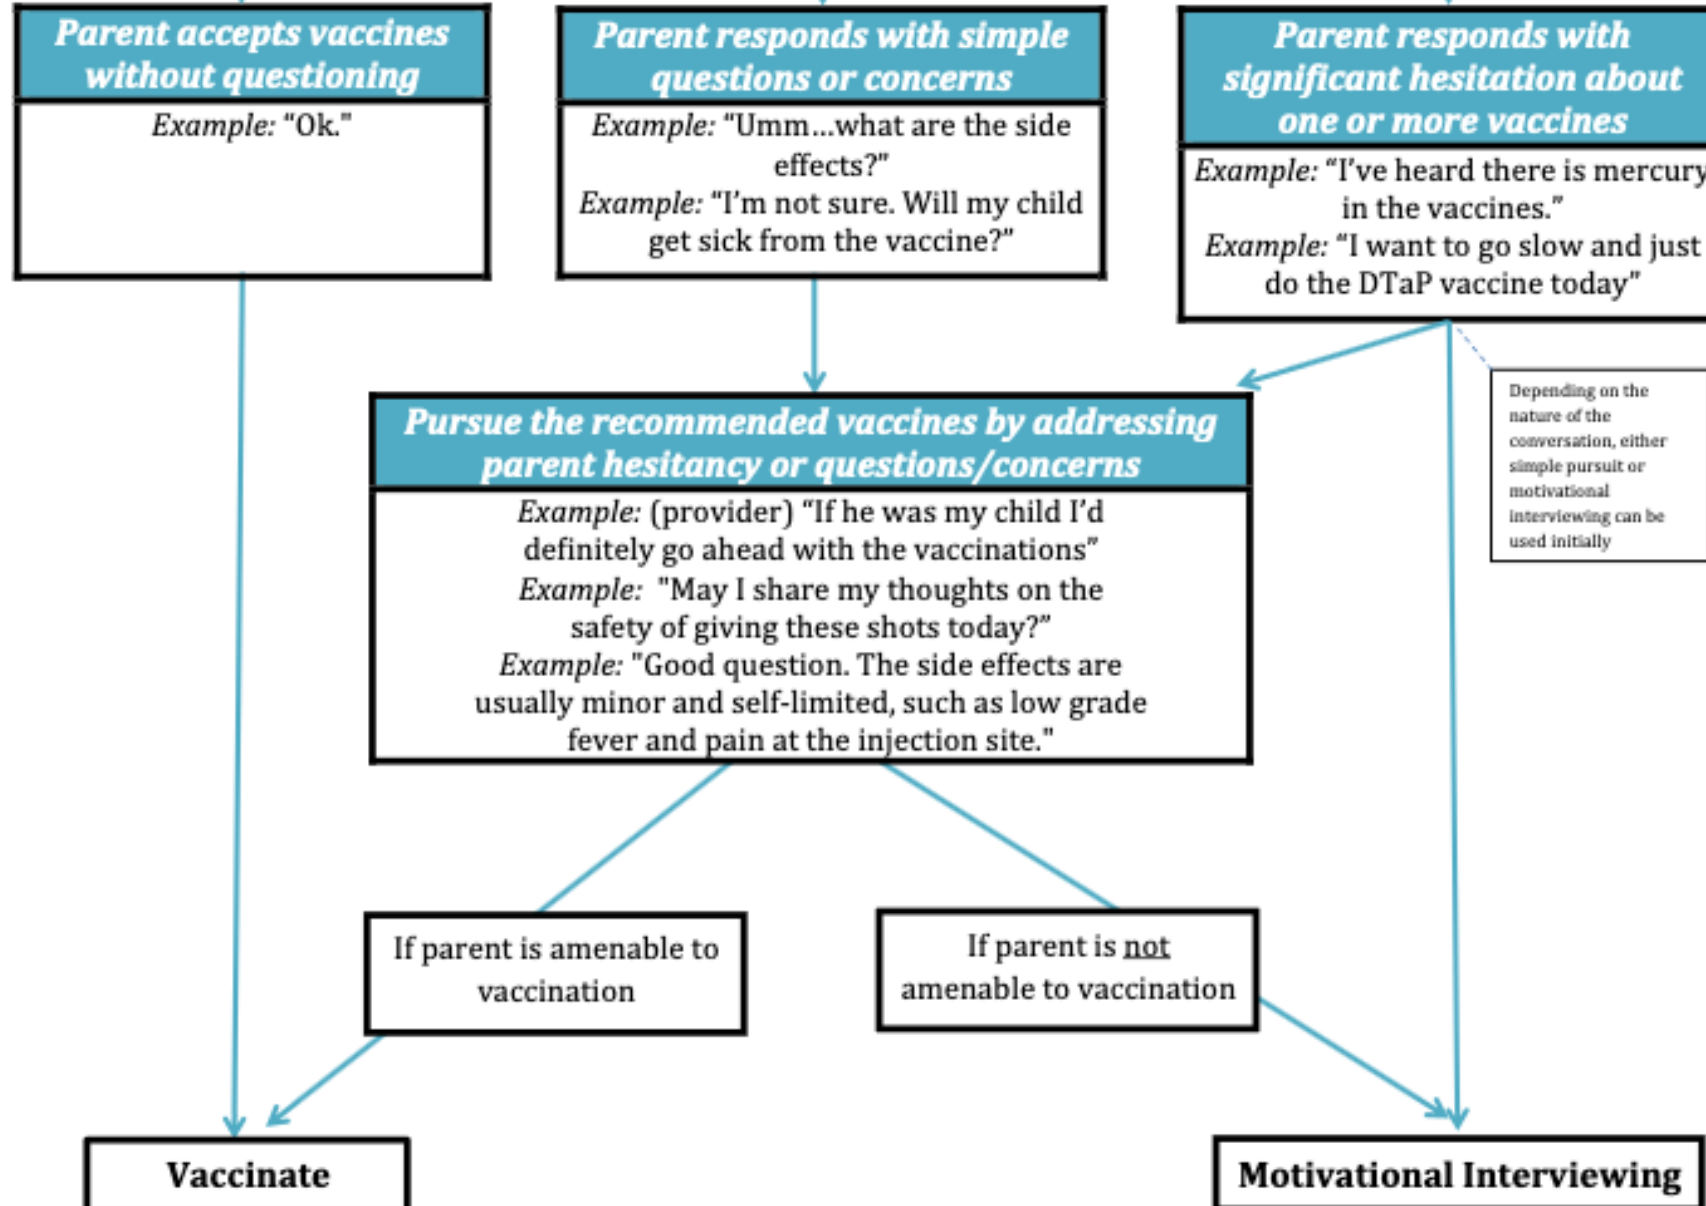 Parent accepts vaccines
without questioning
Example: “Ok."
Parent responds with simple
questions or concerns
Example: “Umm...what are the side
effects?”
Example: “I’m not sure. Will my child
get sick from the vaccine?”
Parent responds with
significant hesitation about
one or more vaccines
Example: “I’ve heard there is mercury
in the vaccines.”
Example: “I want to go slow and just
do the DTaP vaccine today”
Depending on the
nature of the
conversation, either
simple pursuit or
motivational
interviewing can be
used initially
Pursue the recommended vaccines by addressing
parent hesitancy or questions/concerns
Example: (provider) “If he was my child I’d
definitely go ahead with the vaccinations”
Example: "May I share my thoughts on the
safety of giving these shots today?”
Example: "Good question. The side effects are
usually minor and self-limited, such as low grade
fever and pain at the injection site."
If parent is amenable to
vaccination
If parent is not
amenable to vaccination
Vaccinate
Motivational Interviewing